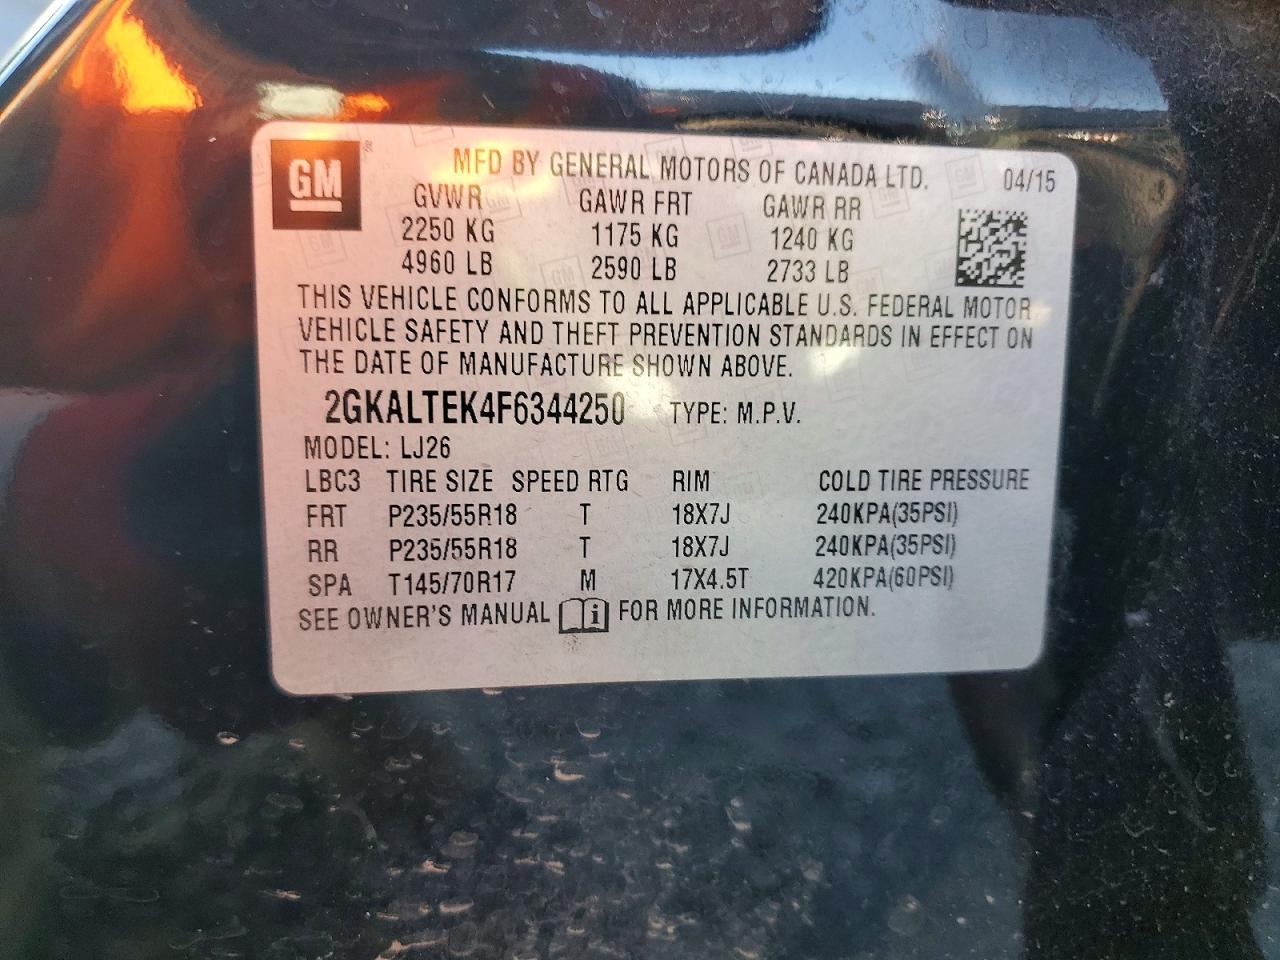 GM ® MFD BY GENERAL MOTORS OF CANADA LTD. 04/15
GVWR GAWR FRT GAWR RR
2250 KG 1175 KG 1240 KG
4960 LB 2590 LB 2733 LB
THIS VEHICLE CONFORMS TO ALL APPLICABLE U.S. FEDERAL MOTOR
VEHICLE SAFETY AND THEFT PREVENTION STANDARDS IN EFFECT ON
THE DATE OF MANUFACTURE SHOWN ABOVE.
2GKALTEK4F6344250 TYPE: M.P.V.
MODEL: LJ26
LBC3 TIRE SIZE SPEED RTG RIM COLD TIRE PRESSURE
FRT P235/55R18 T 18X7J 240KPA(35PSI)
RR P235/55R18 T 18X7J 240KPA(35PSI)
SPA T145/70R17 M 17X4.5T 420KPA(60PSI)
SEE OWNER'S MANUAL i FOR MORE INFORMATION.